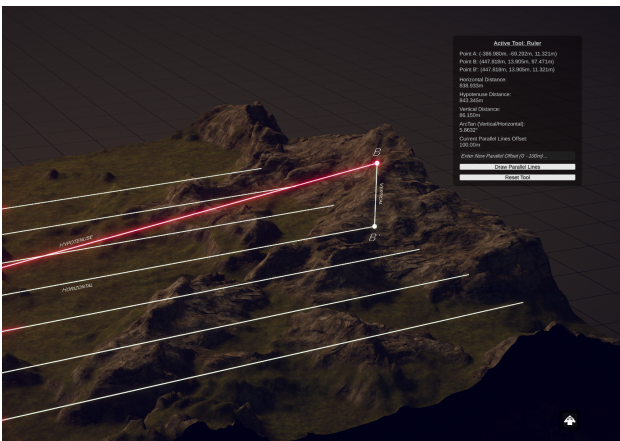 Active Tool: Ruler
Point A: (-386.980m, -69.292m, 11.321m)
Point B: (447.818m, 13.905m, 97.471m)
Point B': (447.818m, 13.905m, 11.321m)
Horizontal Distance:
838.933m
Hypotenuse Distance:
843.345m
Vertical Distance:
86.150m
ArcTan (Vertical/Horizontal):
5.8632°
Current Parallel Lines Offset:
100.00m
Enter New Parallel Offset (0 - 100m)...
Draw Parallel Lines
Reset Tool
B
VERTICAL
B
HYPOTENUSE
HORIZONTAL